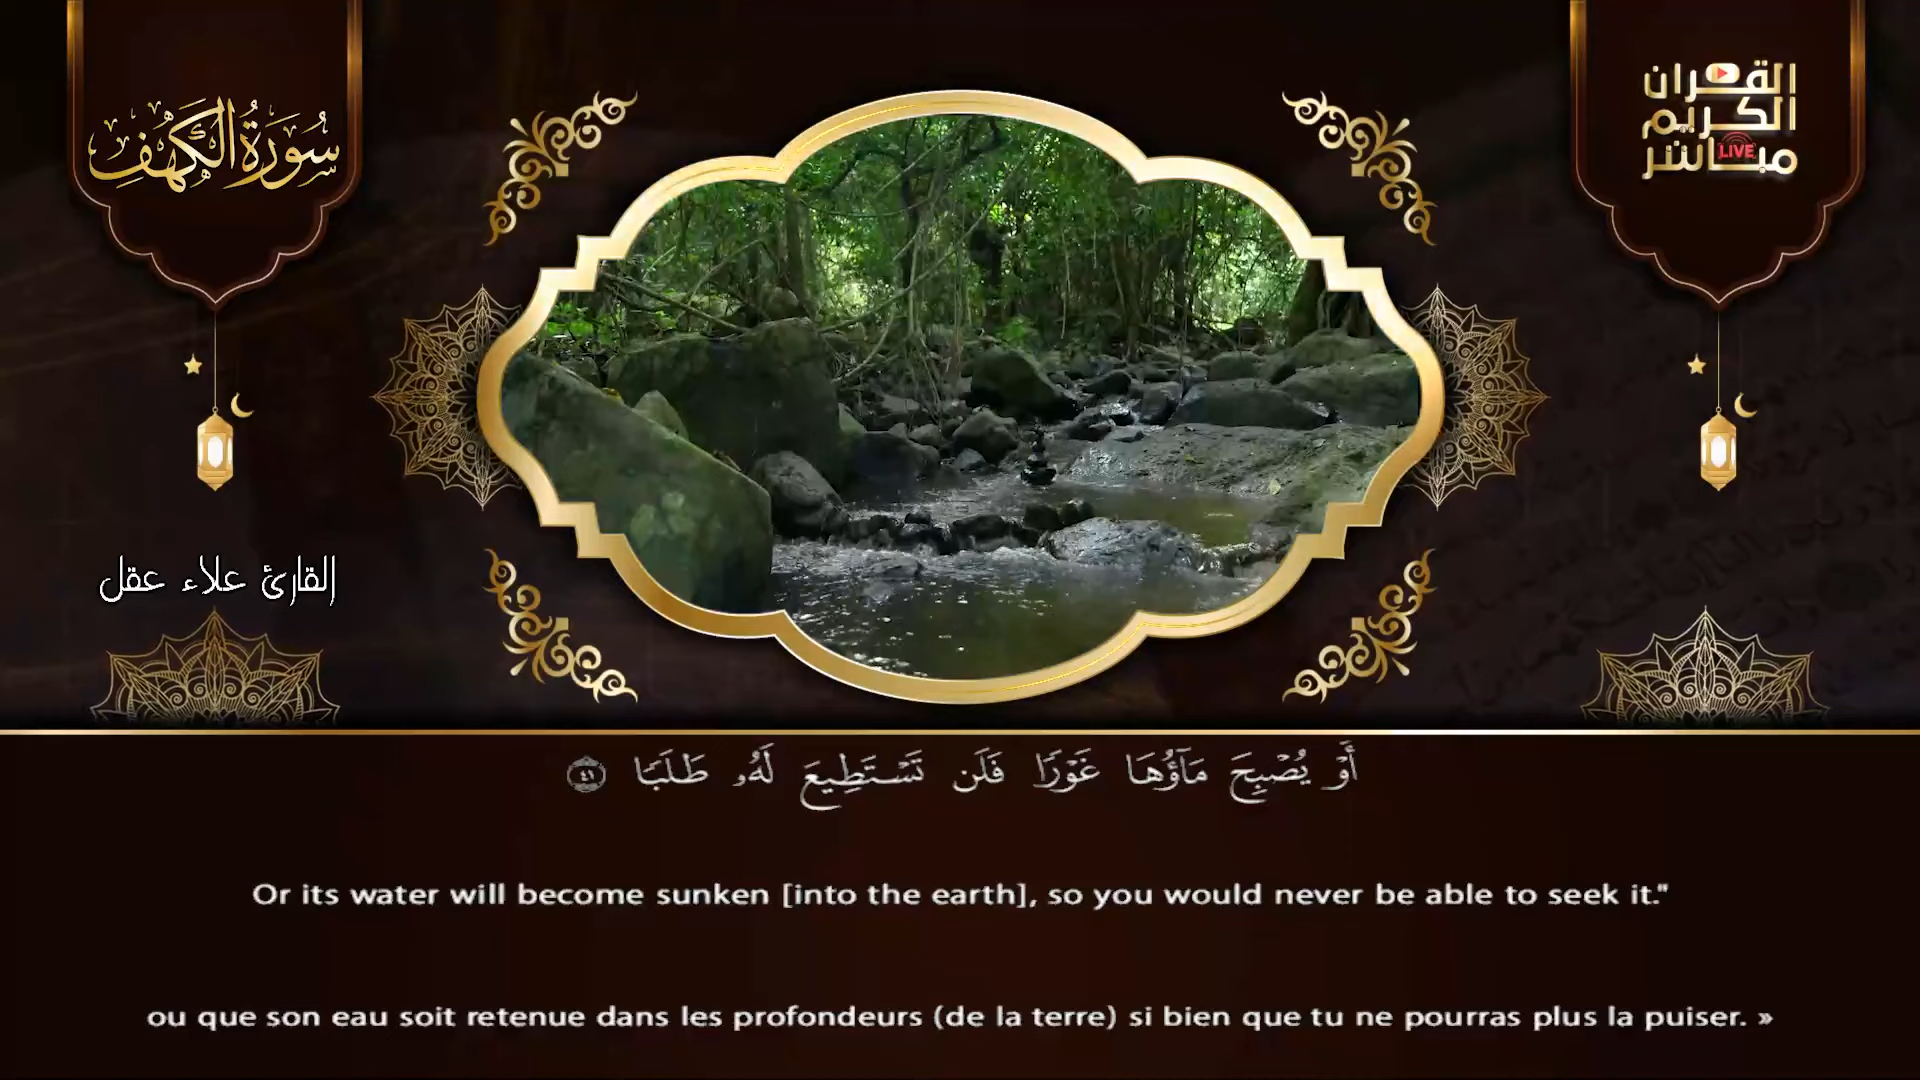 سُورَةُ الكَهْفِ
القرآن
الكريم
مباشر
LIVE
القارئ علاء عقل
أَوْ يُصْبِحَ مَآؤُهَا غَوْرًا فَلَن تَسْتَطِيعَ لَهُۥ طَلَبًا ٤١
Or its water will become sunken [into the earth], so you would never be able to seek it."
ou que son eau soit retenue dans les profondeurs (de la terre) si bien que tu ne pourras plus la puiser. »